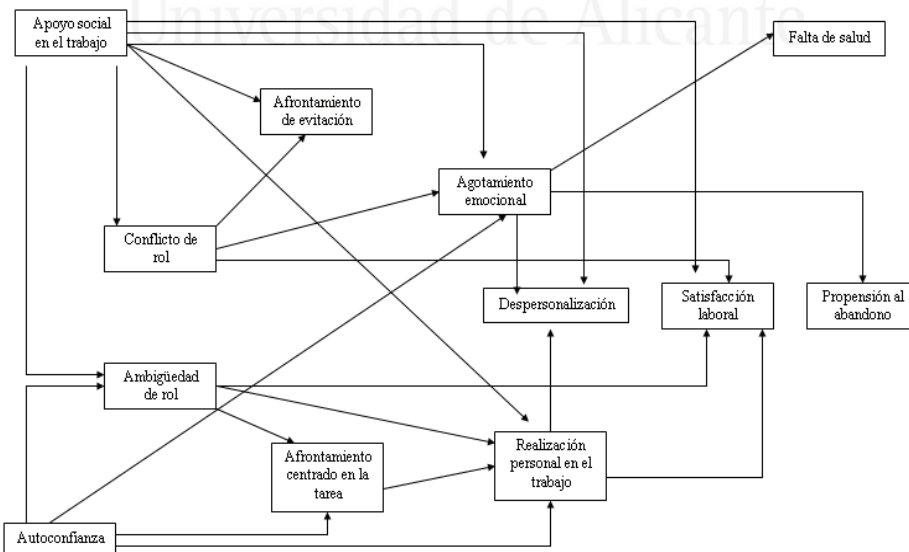 Universidad de Alicante
Apoyo social
en el trabajo
Falta de salud
Afrontamiento
de evitación
Agotamiento
emocional
Conflicto de
rol
Despersonalización
Satisfacción
laboral
Propensión al
abandono
Ambigüedad
de rol
Realización
personal en el
trabajo
Afrontamiento
centrado en la
tarea
Autoconfianza